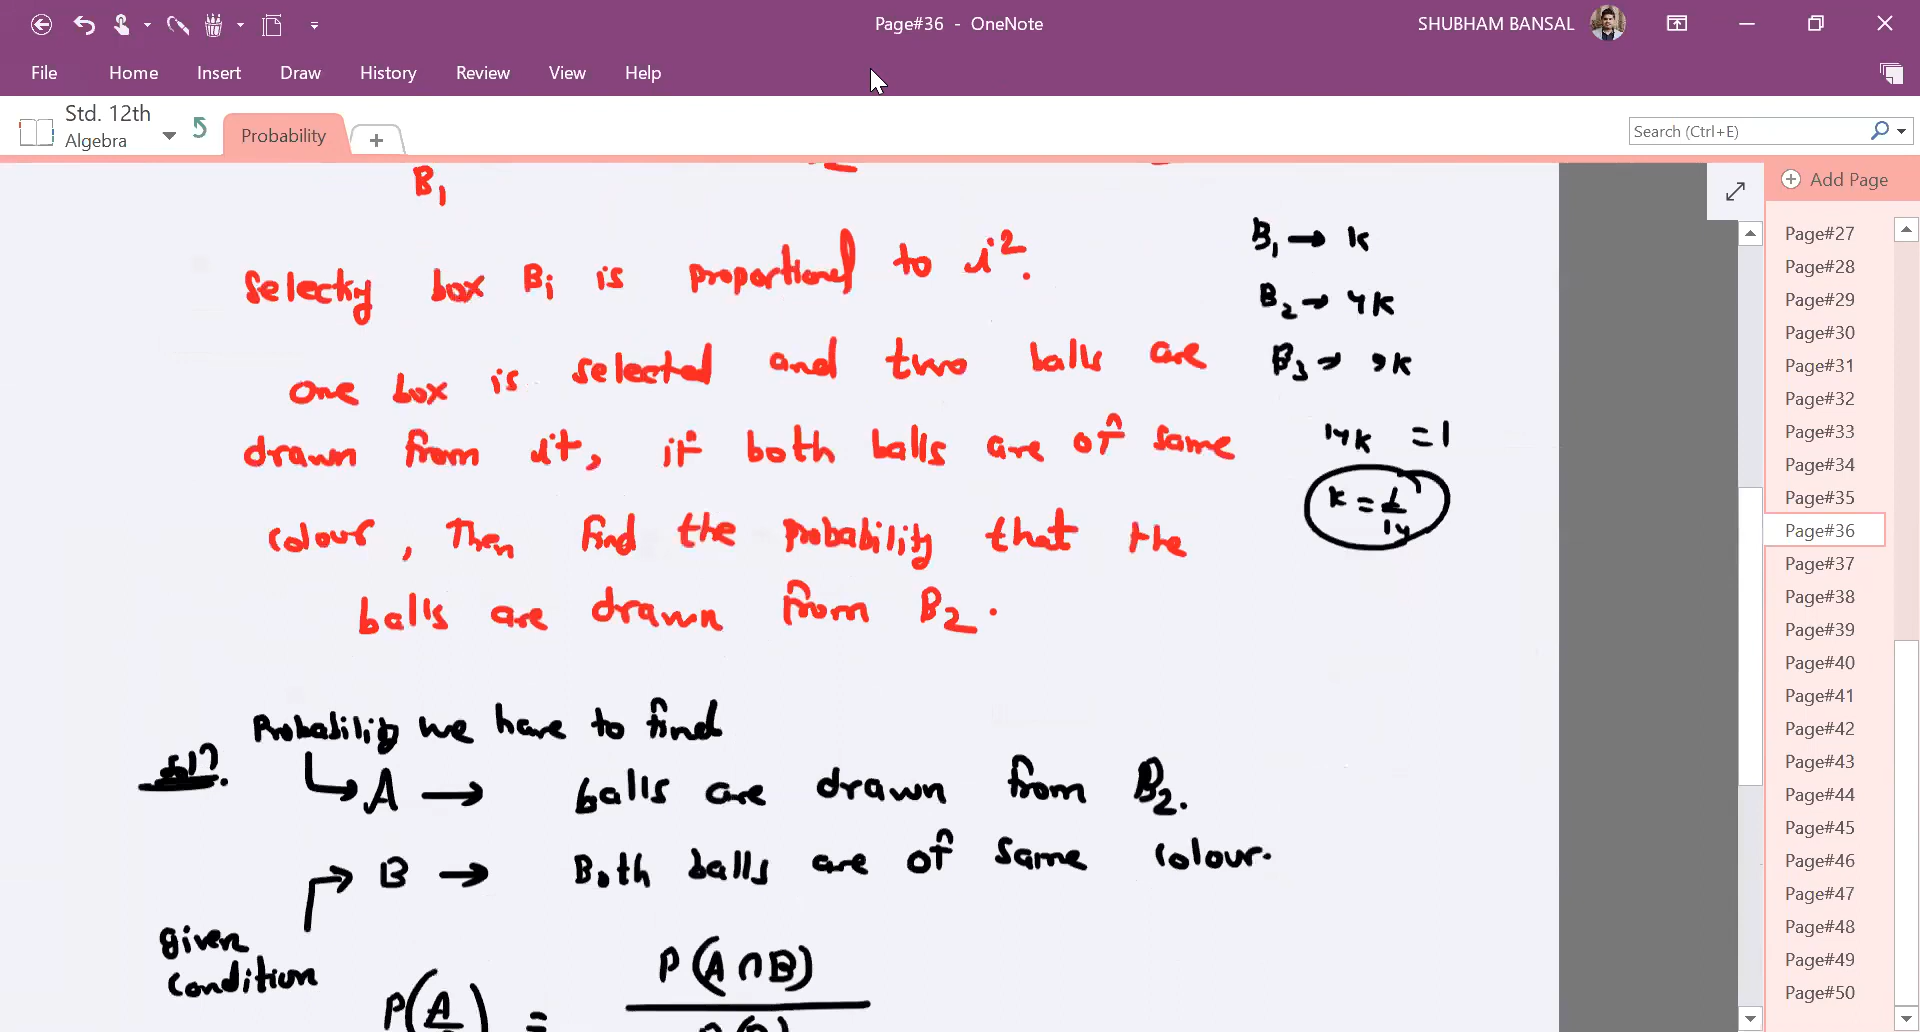 Page#36 - OneNote
SHUBHAM BANSAL
File Home Insert Draw History Review View Help
Std. 12th
Algebra
Probability
Search (Ctrl+E)
Add Page
B1
Selecting box Bi is proportional to i².
one box is selected and two balls are
drawn from it, if both balls are of same
colour, Then find the probability that the
balls are drawn from B2.
B1 → k
B2 → 4k
B3 → 9k
14k = 1
k = 1/14
Probability we have to find
Sol?.
A → balls are drawn from B2.
B → Both balls are of same colour.
given
condition
P(A = P(A ∩ B)
Page#27
Page#28
Page#29
Page#30
Page#31
Page#32
Page#33
Page#34
Page#35
Page#36
Page#37
Page#38
Page#39
Page#40
Page#41
Page#42
Page#43
Page#44
Page#45
Page#46
Page#47
Page#48
Page#49
Page#50